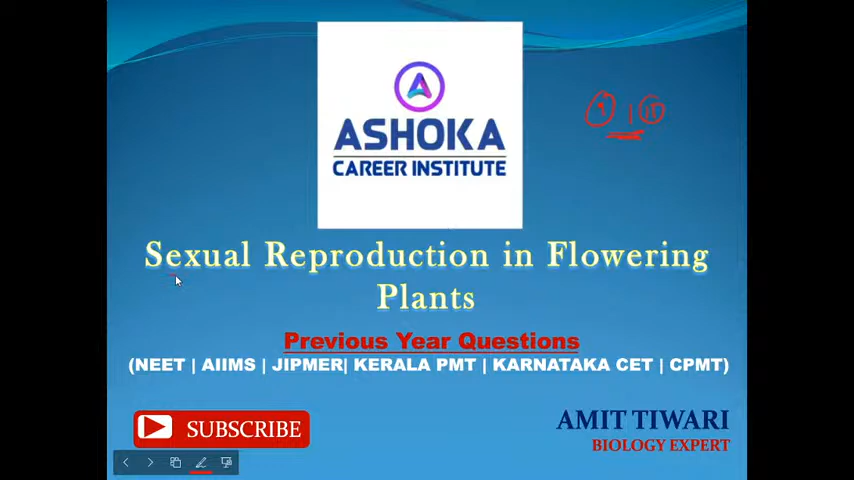 ASHOKA
CAREER INSTITUTE
Sexual Reproduction in Flowering
Plants
Previous Year Questions
(NEET | AIIMS | JIPMER| KERALA PMT | KARNATAKA CET | CPMT)
SUBSCRIBE
AMIT TIWARI
BIOLOGY EXPERT